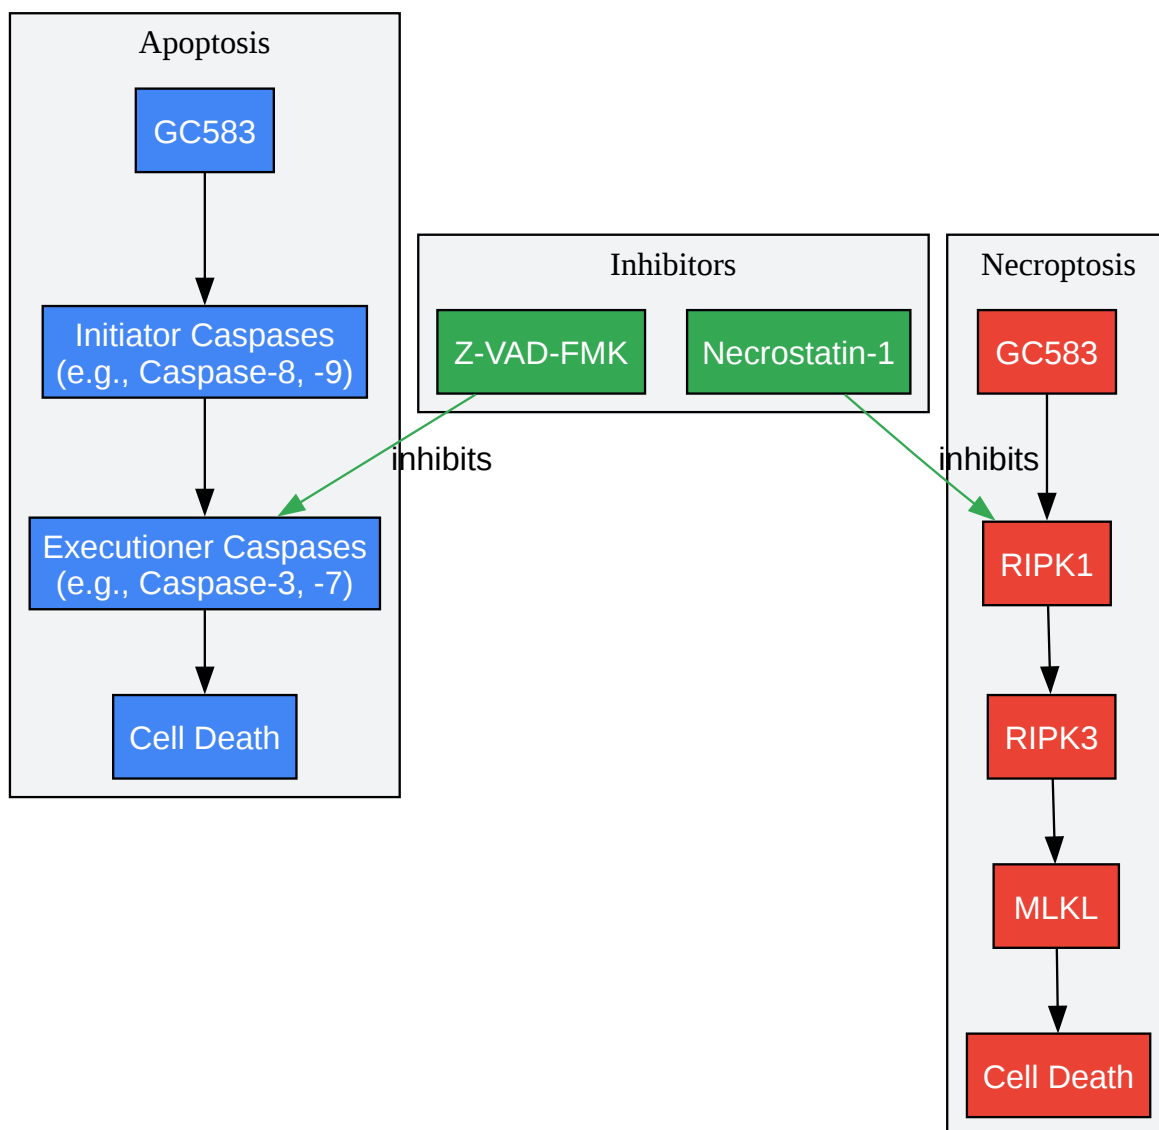 Apoptosis
GC583
Initiator Caspases
(e.g., Caspase-8, -9)
Executioner Caspases
(e.g., Caspase-3, -7)
Cell Death
Inhibitors
Z-VAD-FMK
Necrostatin-1
inhibits
inhibits
Necroptosis
GC583
RIPK1
RIPK3
MLKL
Cell Death